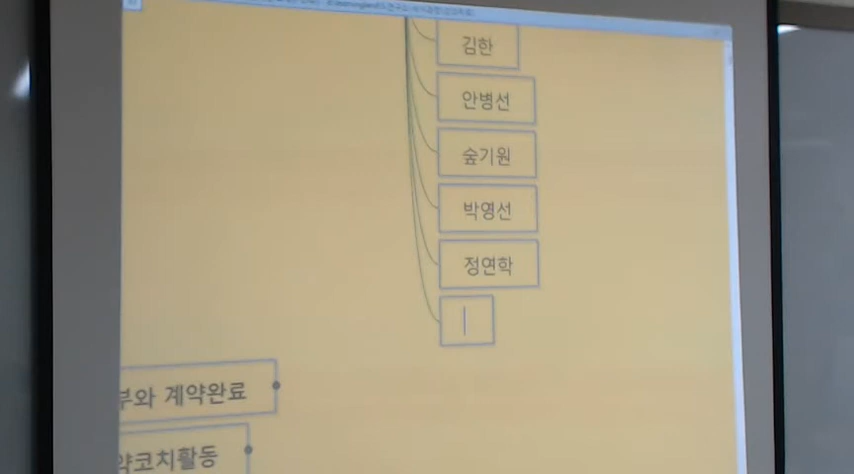 김한
안병선
숲기원
박영선
정연학
부와 계약완료
약코치활동